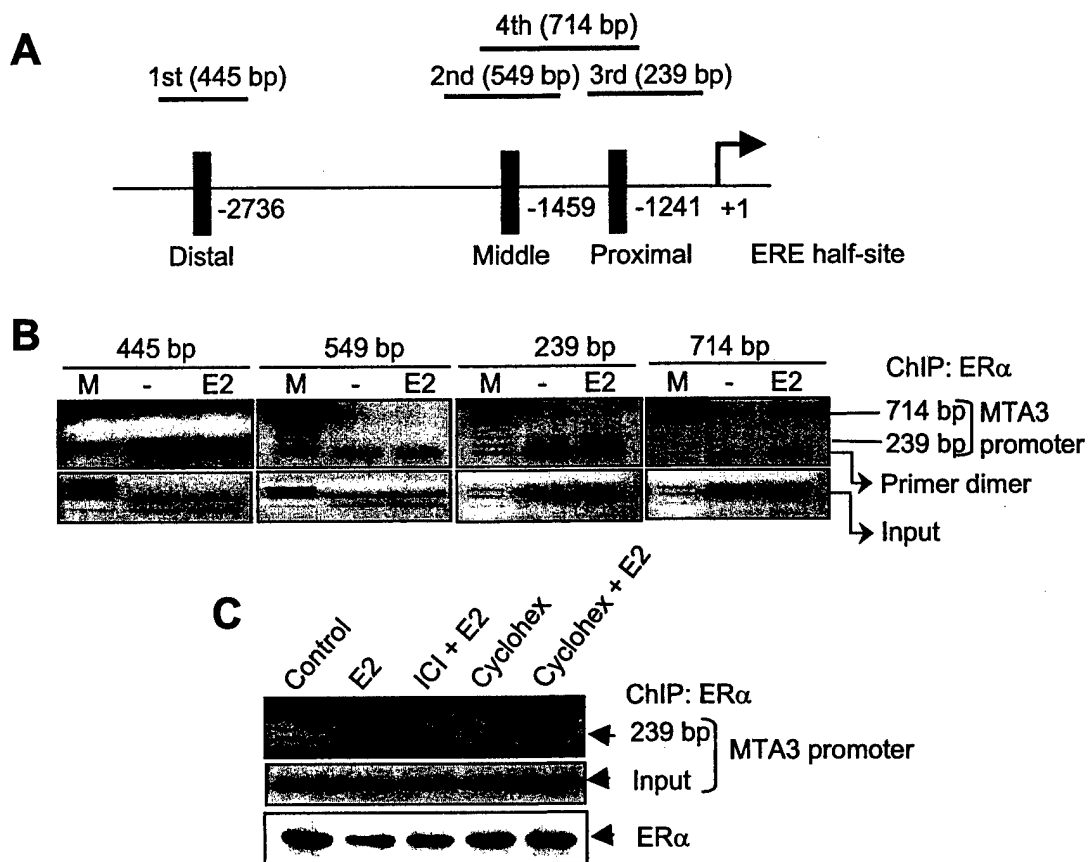 A
4th (714 bp)
1st (445 bp)
2nd (549 bp)
3rd (239 bp)
-2736
-1459
-1241
+1
Distal
Middle
Proximal
ERE half-site
B
445 bp
549 bp
239 bp
714 bp
M - E2
M - E2
M - E2
M - E2
ChIP: ERα
714 bp
239 bp
MTA3
promoter
Primer dimer
Input
C
Control
E2
ICI + E2
Cyclohex
Cyclohex + E2
ChIP: ERα
239 bp
Input
MTA3 promoter
ERα